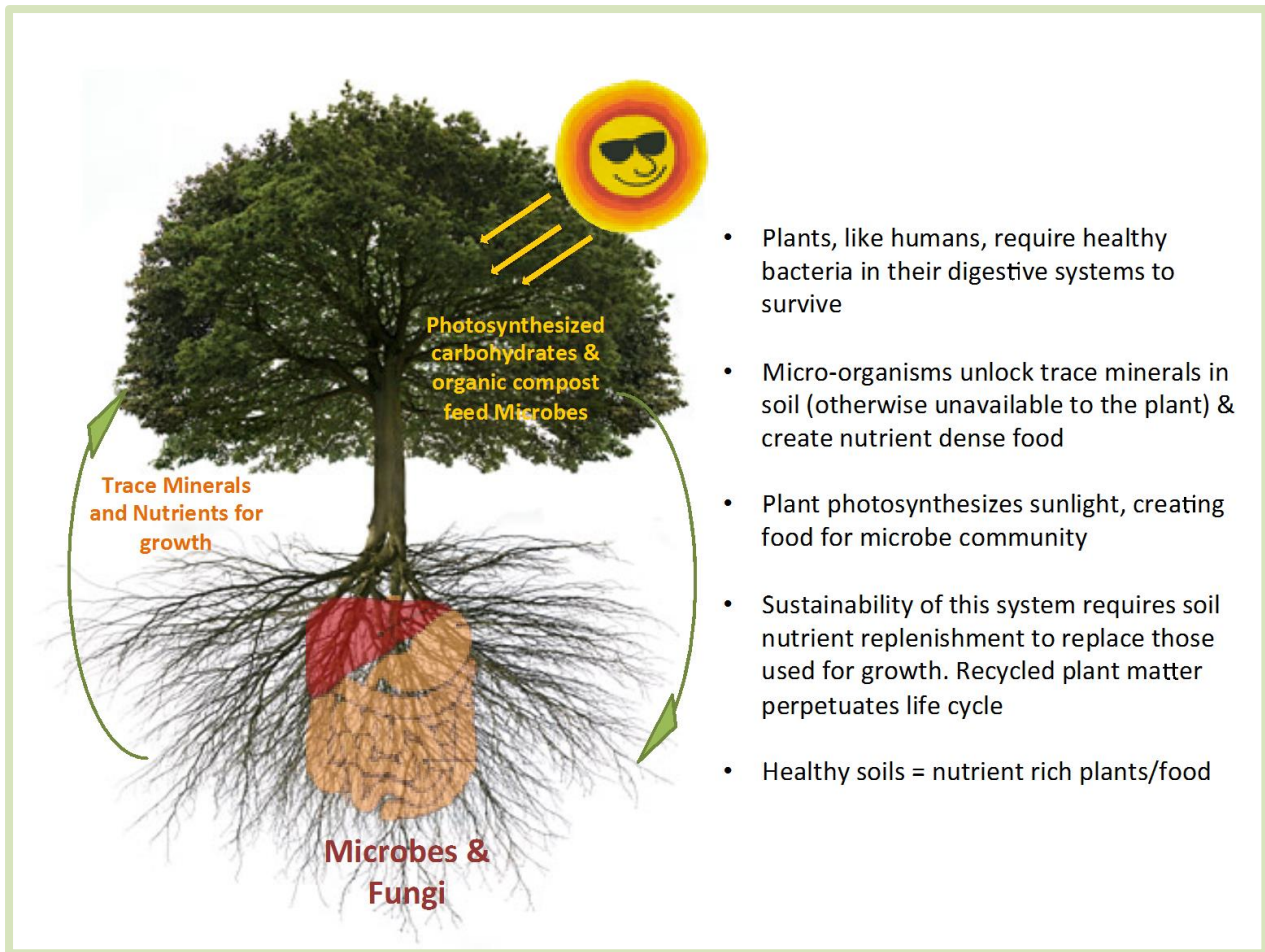 Photosynthesized
carbohydrates &
organic compost
feed Microbes
Trace Minerals
and Nutrients for
growth
Microbes &
Fungi
• Plants, like humans, require healthy
bacteria in their digestive systems to
survive
• Micro-organisms unlock trace minerals in
soil (otherwise unavailable to the plant) &
create nutrient dense food
• Plant photosynthesizes sunlight, creating
food for microbe community
• Sustainability of this system requires soil
nutrient replenishment to replace those
used for growth. Recycled plant matter
perpetuates life cycle
• Healthy soils = nutrient rich plants/food